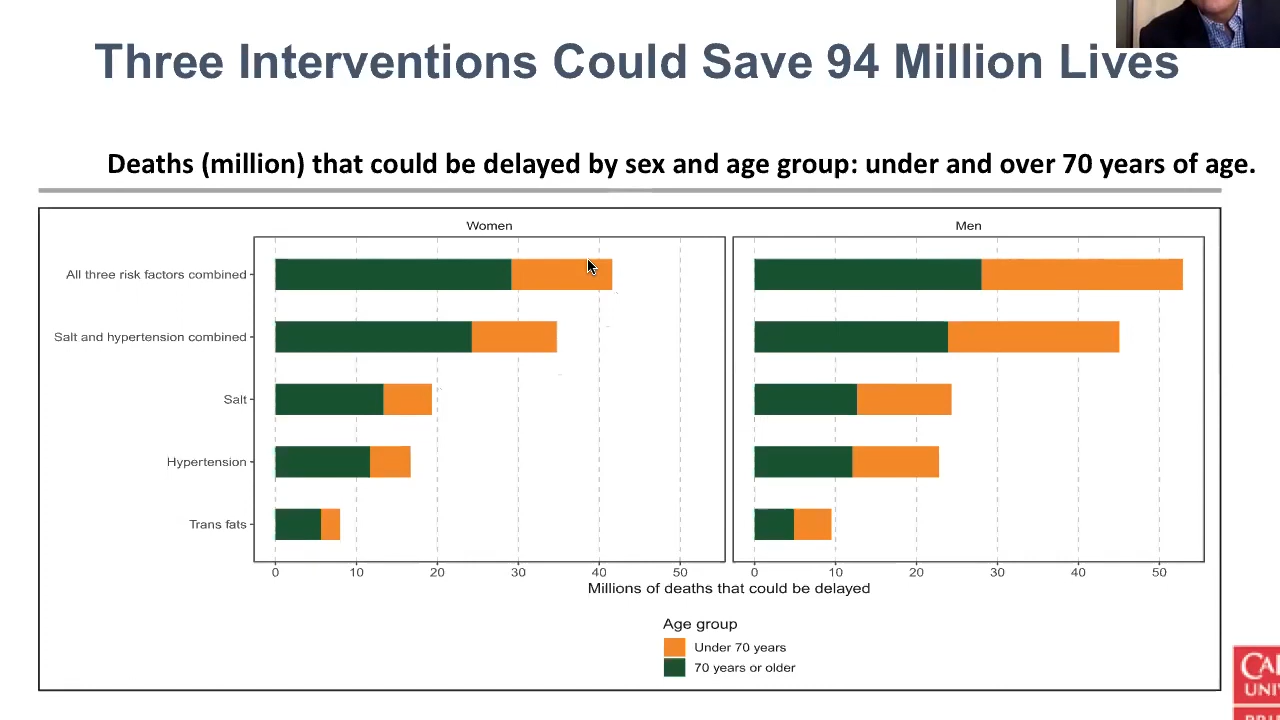 Three Interventions Could Save 94 Million Lives
Deaths (million) that could be delayed by sex and age group: under and over 70 years of age.
Women
Men
All three risk factors combined
Salt and hypertension combined
Salt
Hypertension
Trans fats
0 10 20 30 40 50
0 10 20 30 40 50
Millions of deaths that could be delayed
Age group
Under 70 years
70 years or older